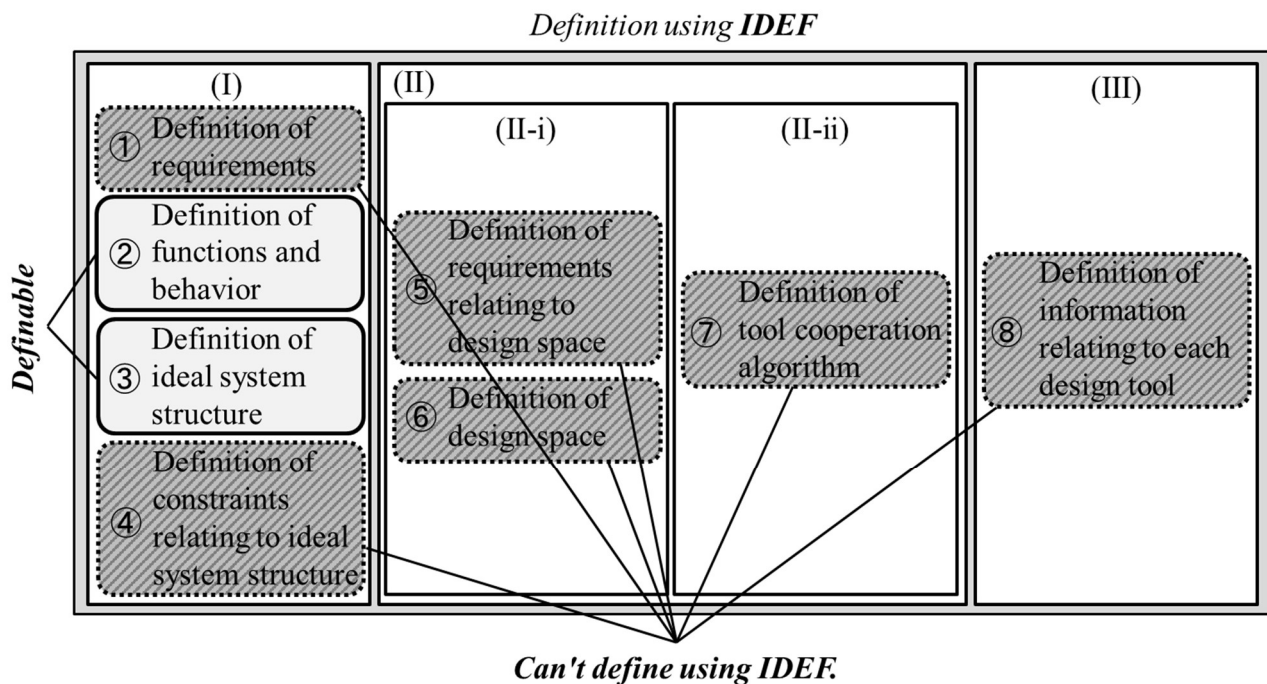 Definition using IDEF
(I)
① Definition of
requirements
② Definition of
functions and
behavior
③ Definition of
ideal system
structure
④ Definition of
constraints
relating to ideal
system structure
Definable
(II)
(II-i)
⑤ Definition of
requirements
relating to
design space
⑥ Definition of
design space
(II-ii)
⑦ Definition of
tool cooperation
algorithm
(III)
⑧ Definition of
information
relating to each
design tool
Can't define using IDEF.